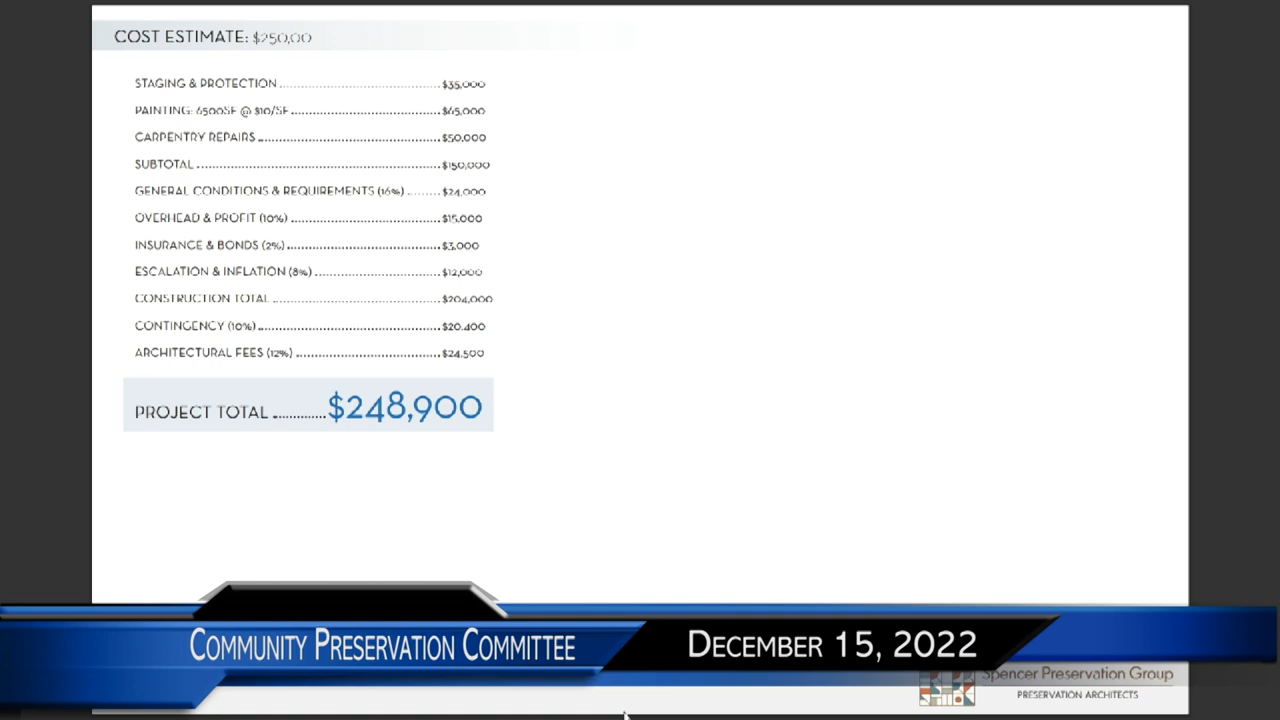 COST ESTIMATE: $250,00
STAGING & PROTECTION ........ $35,000
PAINTING: 6500SF @ $10/SF ........ $65,000
CARPENTRY REPAIRS ........ $50,000
SUBTOTAL ........ $150,000
GENERAL CONDITIONS & REQUIREMENTS (16%) ........ $24,000
OVERHEAD & PROFIT (10%) ........ $15,000
INSURANCE & BONDS (2%) ........ $3,000
ESCALATION & INFLATION (8%) ........ $12,000
CONSTRUCTION TOTAL ........ $204,000
CONTINGENCY (10%) ........ $20,400
ARCHITECTURAL FEES (12%) ........ $24,500
PROJECT TOTAL ........ $248,900
COMMUNITY PRESERVATION COMMITTEE
DECEMBER 15, 2022
Spencer Preservation Group
PRESERVATION ARCHITECTS